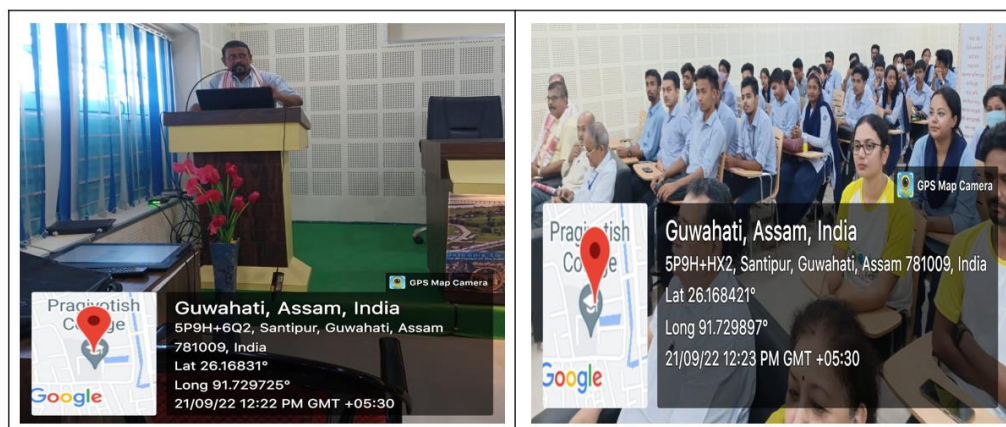 GPS Map Camera
Pragjyotish
College
Google
Guwahati, Assam, India
5P9H+6Q2, Santipur, Guwahati, Assam
781009, India
Lat 26.16831°
Long 91.729725°
21/09/22 12:22 PM GMT +05:30
GPS Map Camera
Pragjyotish
College
Google
Guwahati, Assam, India
5P9H+HX2, Santipur, Guwahati, Assam 781009, India
Lat 26.168421°
Long 91.729897°
21/09/22 12:23 PM GMT +05:30